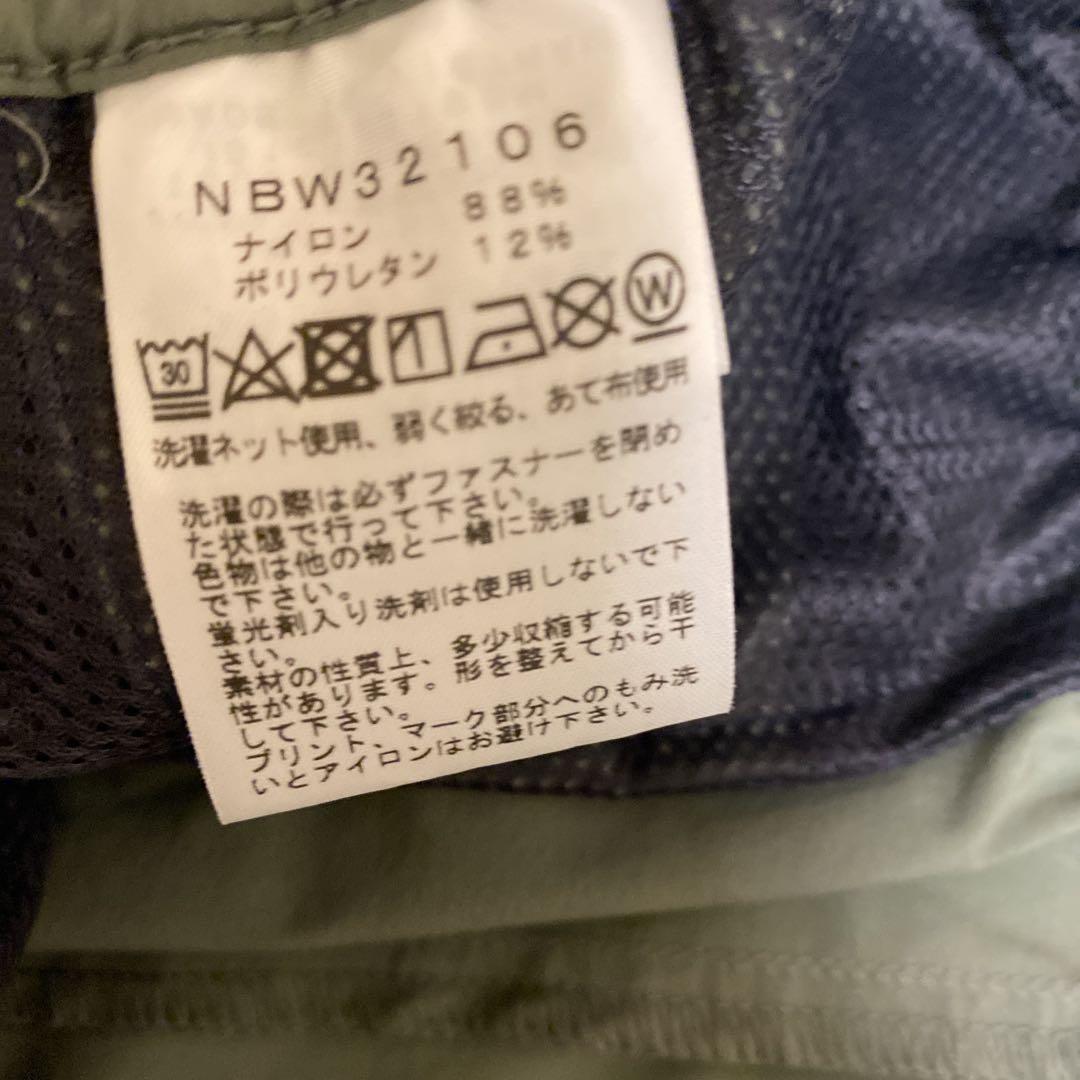 NBW32106
ナイロン 88%
ポリウレタン 12%
30 W
洗濯ネット使用、弱く絞る、あて布使用
洗濯の際は必ずファスナーを閉め
た状態で行って下さい。
色物は他の物と一緒に洗濯しない
で下さい。
蛍光剤入り洗剤は使用しないで下
さい。
素材の性質上、多少収縮する可能
性があります。形を整えてから干
して下さい。
プリント、マーク部分へのもみ洗
いとアイロンはお避け下さい。